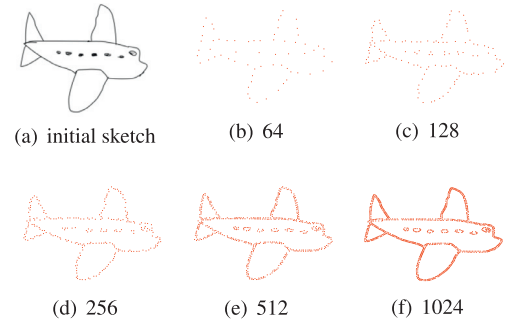 (a) initial sketch
(b) 64
(c) 128
(d) 256
(e) 512
(f) 1024